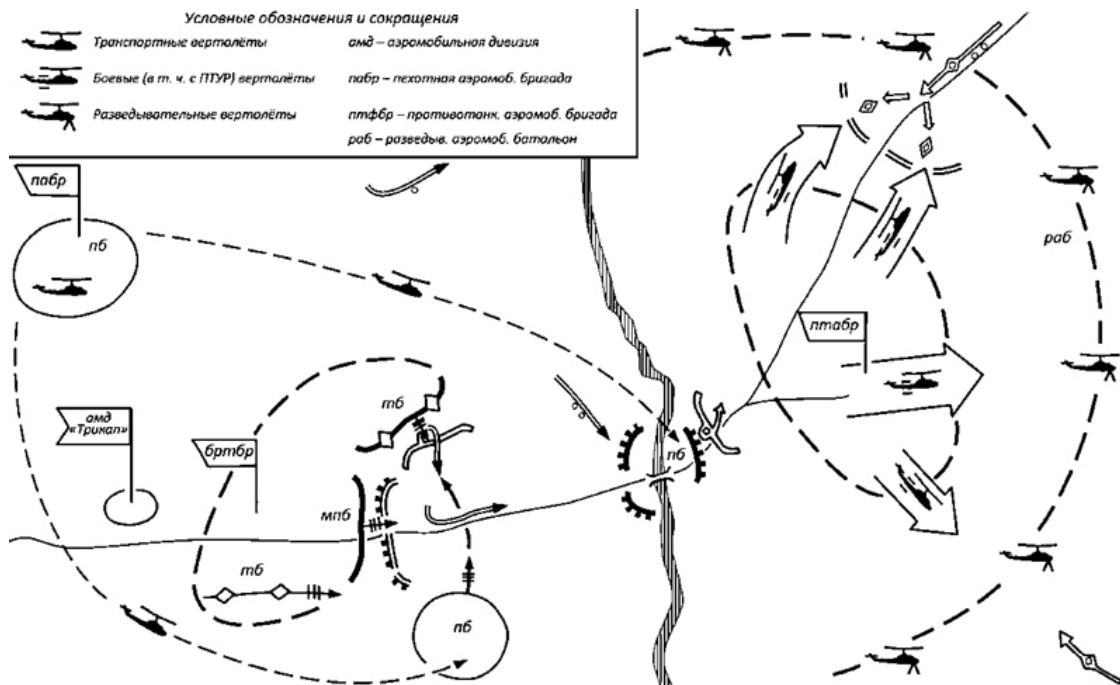 Условные обозначения и сокращения
Транспортные вертолёты
Боевые (в т. ч. с ПТУР) вертолёты
Разведывательные вертолёты
амд – аэромобильная дивизия
пабр – пехотная аэромоб. бригада
птфбр – противотанк. аэромоб. бригада
раб – разведыв. аэромоб. батальон
пабр
пб
раб
птабр
тб
амд
«Трикап»
бртбр
пб
мпб
тб
пб